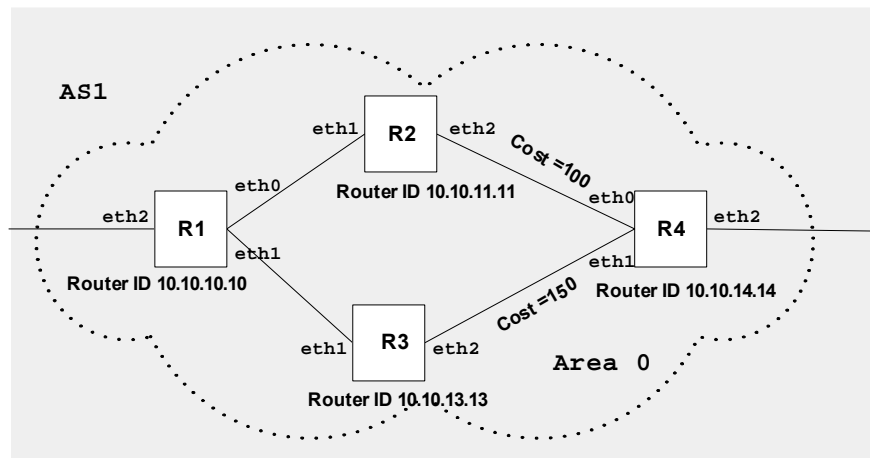 AS1
eth1
R2
eth2
Cost =100
Router ID 10.10.11.11
eth0
eth0
eth2
R1
R4
eth2
eth1
eth1
Router ID 10.10.10.10
Router ID 10.10.14.14
Cost =150
eth1
R3
eth2
Area 0
Router ID 10.10.13.13